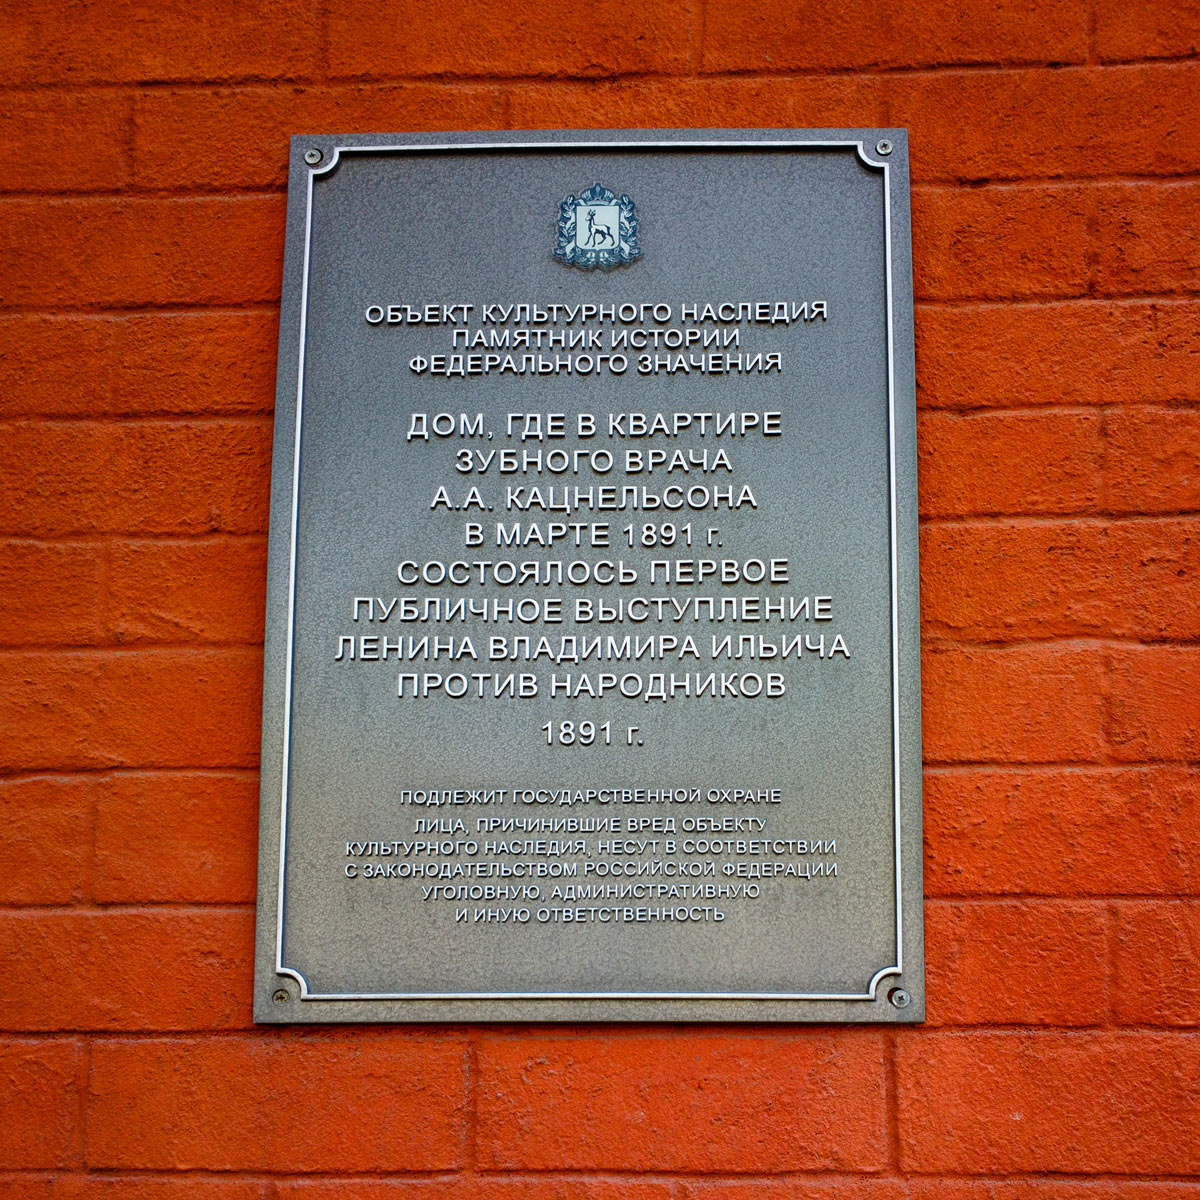 ОБЪЕКТ КУЛЬТУРНОГО НАСЛЕДИЯ
ПАМЯТНИК ИСТОРИИ
ФЕДЕРАЛЬНОГО ЗНАЧЕНИЯ
ДОМ, ГДЕ В КВАРТИРЕ
ЗУБНОГО ВРАЧА
А.А. КАЦНЕЛЬСОНА
В МАРТЕ 1891 г.
СОСТОЯЛОСЬ ПЕРВОЕ
ПУБЛИЧНОЕ ВЫСТУПЛЕНИЕ
ЛЕНИНА ВЛАДИМИРА ИЛЬИЧА
ПРОТИВ НАРОДНИКОВ
1891 г.
ПОДЛЕЖИТ ГОСУДАРСТВЕННОЙ ОХРАНЕ
ЛИЦА, ПРИЧИНИВШИЕ ВРЕД ОБЪЕКТУ
КУЛЬТУРНОГО НАСЛЕДИЯ, НЕСУТ В СООТВЕТСТВИИ
С ЗАКОНОДАТЕЛЬСТВОМ РОССИЙСКОЙ ФЕДЕРАЦИИ
УГОЛОВНУЮ, АДМИНИСТРАТИВНУЮ
И ИНУЮ ОТВЕТСТВЕННОСТЬ